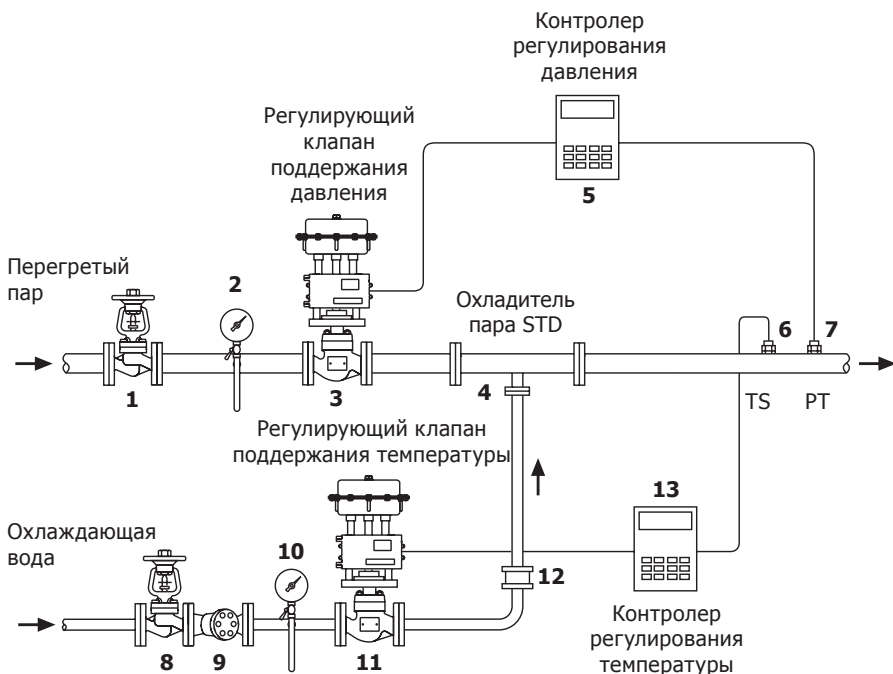 Контролер
регулирования
давления
5
Регулирующий
клапан
поддержания
давления
Перегретый
пар
2
Охладитель
пара STD
6
7
1
3
4
TS
PT
Регулирующий клапан
поддержания температуры
13
Охлаждающая
вода
10
12
8
9
11
Контролер
регулирования
температуры